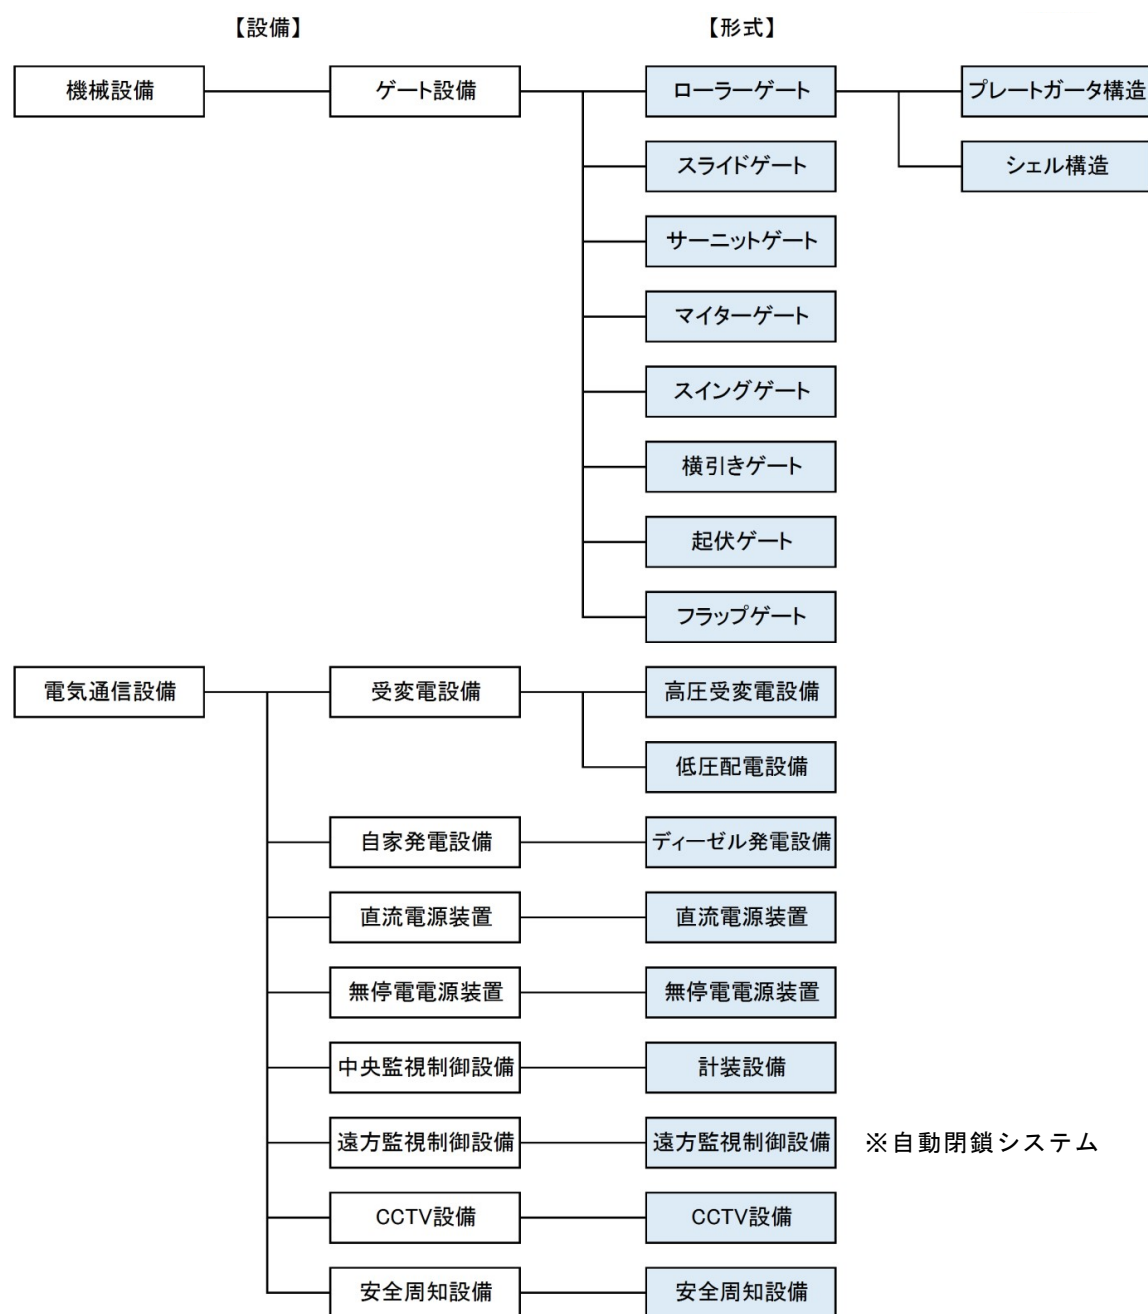 【設備】 【形式】
機械設備 ゲート設備 ローラーゲート プレートガータ構造
スライドゲート シェル構造
サーニットゲート
マイターゲート
スイングゲート
横引きゲート
起伏ゲート
フラップゲート
電気通信設備 受変電設備 高圧受変電設備
低圧配電設備
自家発電設備 ディーゼル発電設備
直流電源装置 直流電源装置
無停電電源装置 無停電電源装置
中央監視制御設備 計装設備
遠方監視制御設備 遠方監視制御設備 ※自動閉鎖システム
CCTV設備 CCTV設備
安全周知設備 安全周知設備